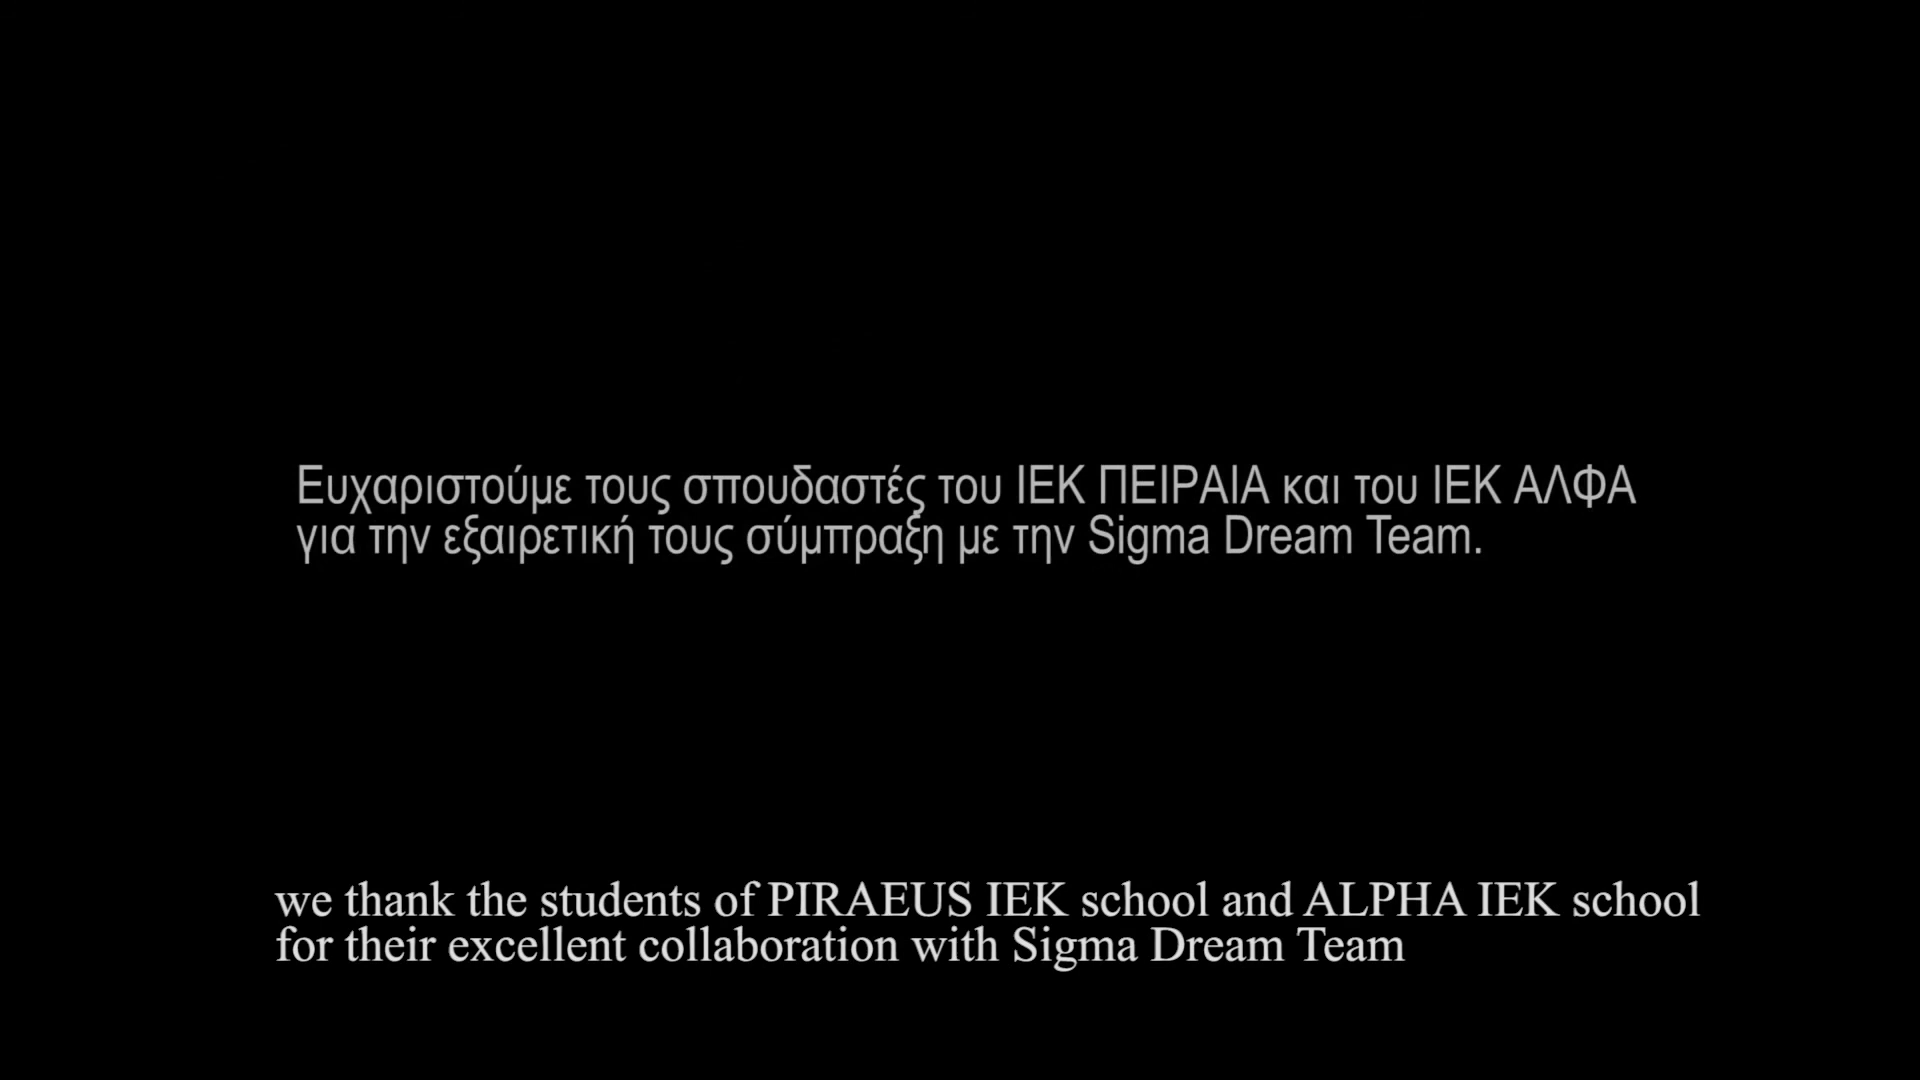 Ευχαριστούμε τους σπουδαστές του ΙΕΚ ΠΕΙΡΑΙΑ και του ΙΕΚ ΑΛΦΑ
για την εξαιρετική τους σύμπραξη με την Sigma Dream Team.
we thank the students of PIRAEUS IEK school and ALPHA IEK school
for their excellent collaboration with Sigma Dream Team